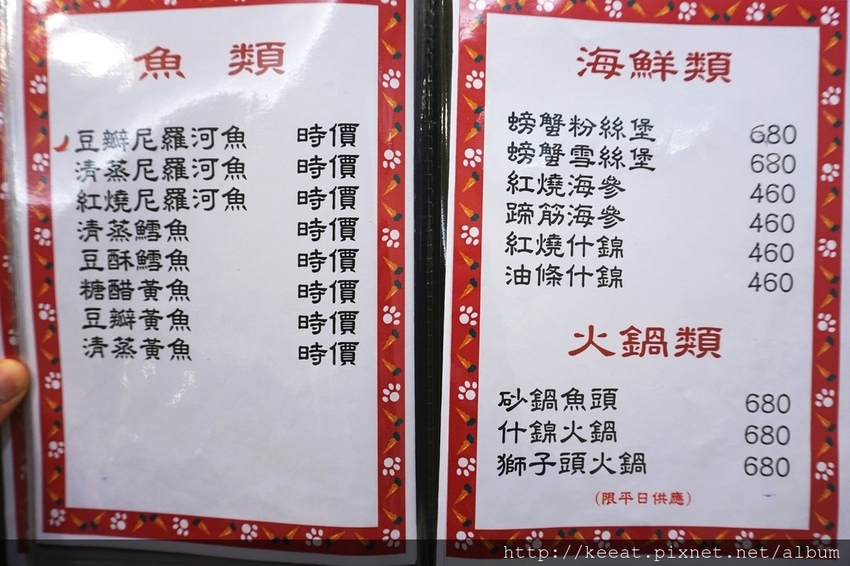 魚 類
豆瓣尼羅河魚 時價
清蒸尼羅河魚 時價
紅燒尼羅河魚 時價
清蒸鱈魚 時價
豆酥鱈魚 時價
糖醋黃魚 時價
豆瓣黃魚 時價
清蒸黃魚 時價
海鮮類
螃蟹粉絲堡 680
螃蟹雪絲堡 680
紅燒海參 460
蹄筋海參 460
紅燒什錦 460
油條什錦 460
火鍋類
砂鍋魚頭 680
什錦火鍋 680
獅子頭火鍋 680
(限平日供應)
http://keeat.pixnet.net/album